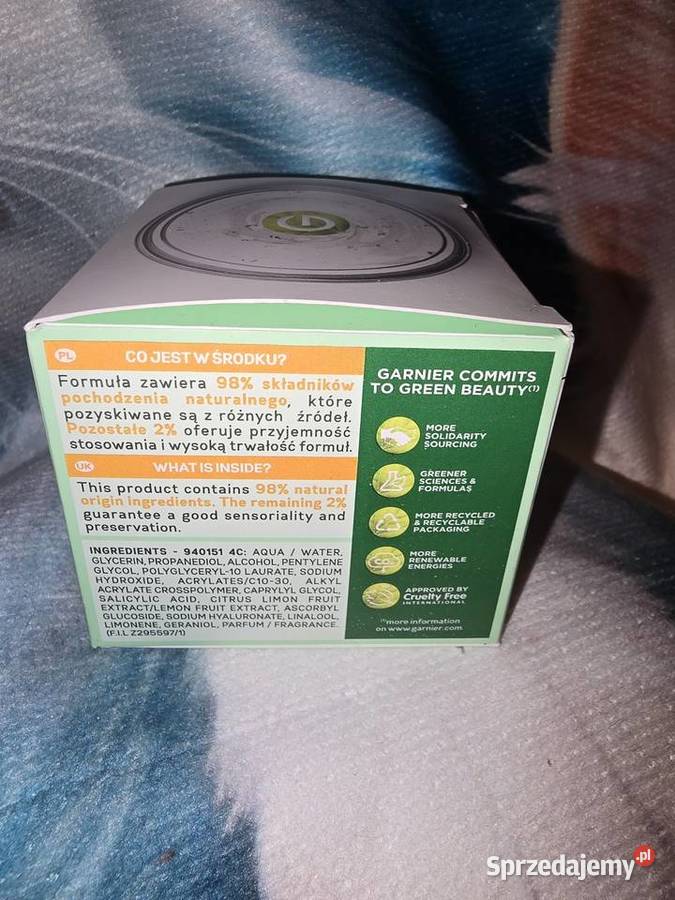 G
PL CO JEST W ŚRODKU?
Formuła zawiera 98% składników
pochodzenia naturalnego, które
pozyskiwane są z różnych źródeł.
Pozostałe 2% oferuje przyjemność
stosowania i wysoką trwałość formuł.
UK WHAT IS INSIDE?
This product contains 98% natural
origin ingredients. The remaining 2%
guarantee a good sensoriality and
preservation.
INGREDIENTS - 940151 4C: AQUA / WATER,
GLYCERIN, PROPANEDIOL, ALCOHOL, PENTYLENE
GLYCOL, POLYGLYCERYL-10 LAURATE, SODIUM
HYDROXIDE, ACRYLATES/C10-30, ALKYL
ACRYLATE CROSSPOLYMER, CAPRYLYL GLYCOL,
SALICYLIC ACID, CITRUS LIMON FRUIT
EXTRACT/LEMON FRUIT EXTRACT, ASCORBYL
GLUCOSIDE, SODIUM HYALURONATE, LINALOOL,
LIMONENE, GERANIOL, PARFUM / FRAGRANCE.
(F.I.L Z295597/1)
GARNIER COMMITS
TO GREEN BEAUTY(1)
MORE
SOLIDARITY
SOURCING
GREENER
SCIENCES &
FORMULAS
MORE RECYCLED
& RECYCLABLE
PACKAGING
CO2
MORE
RENEWABLE
ENERGIES
APPROVED BY
Cruelty Free
INTERNATIONAL
(1)more information
on www.garnier.com
Sprzedajemy.pl